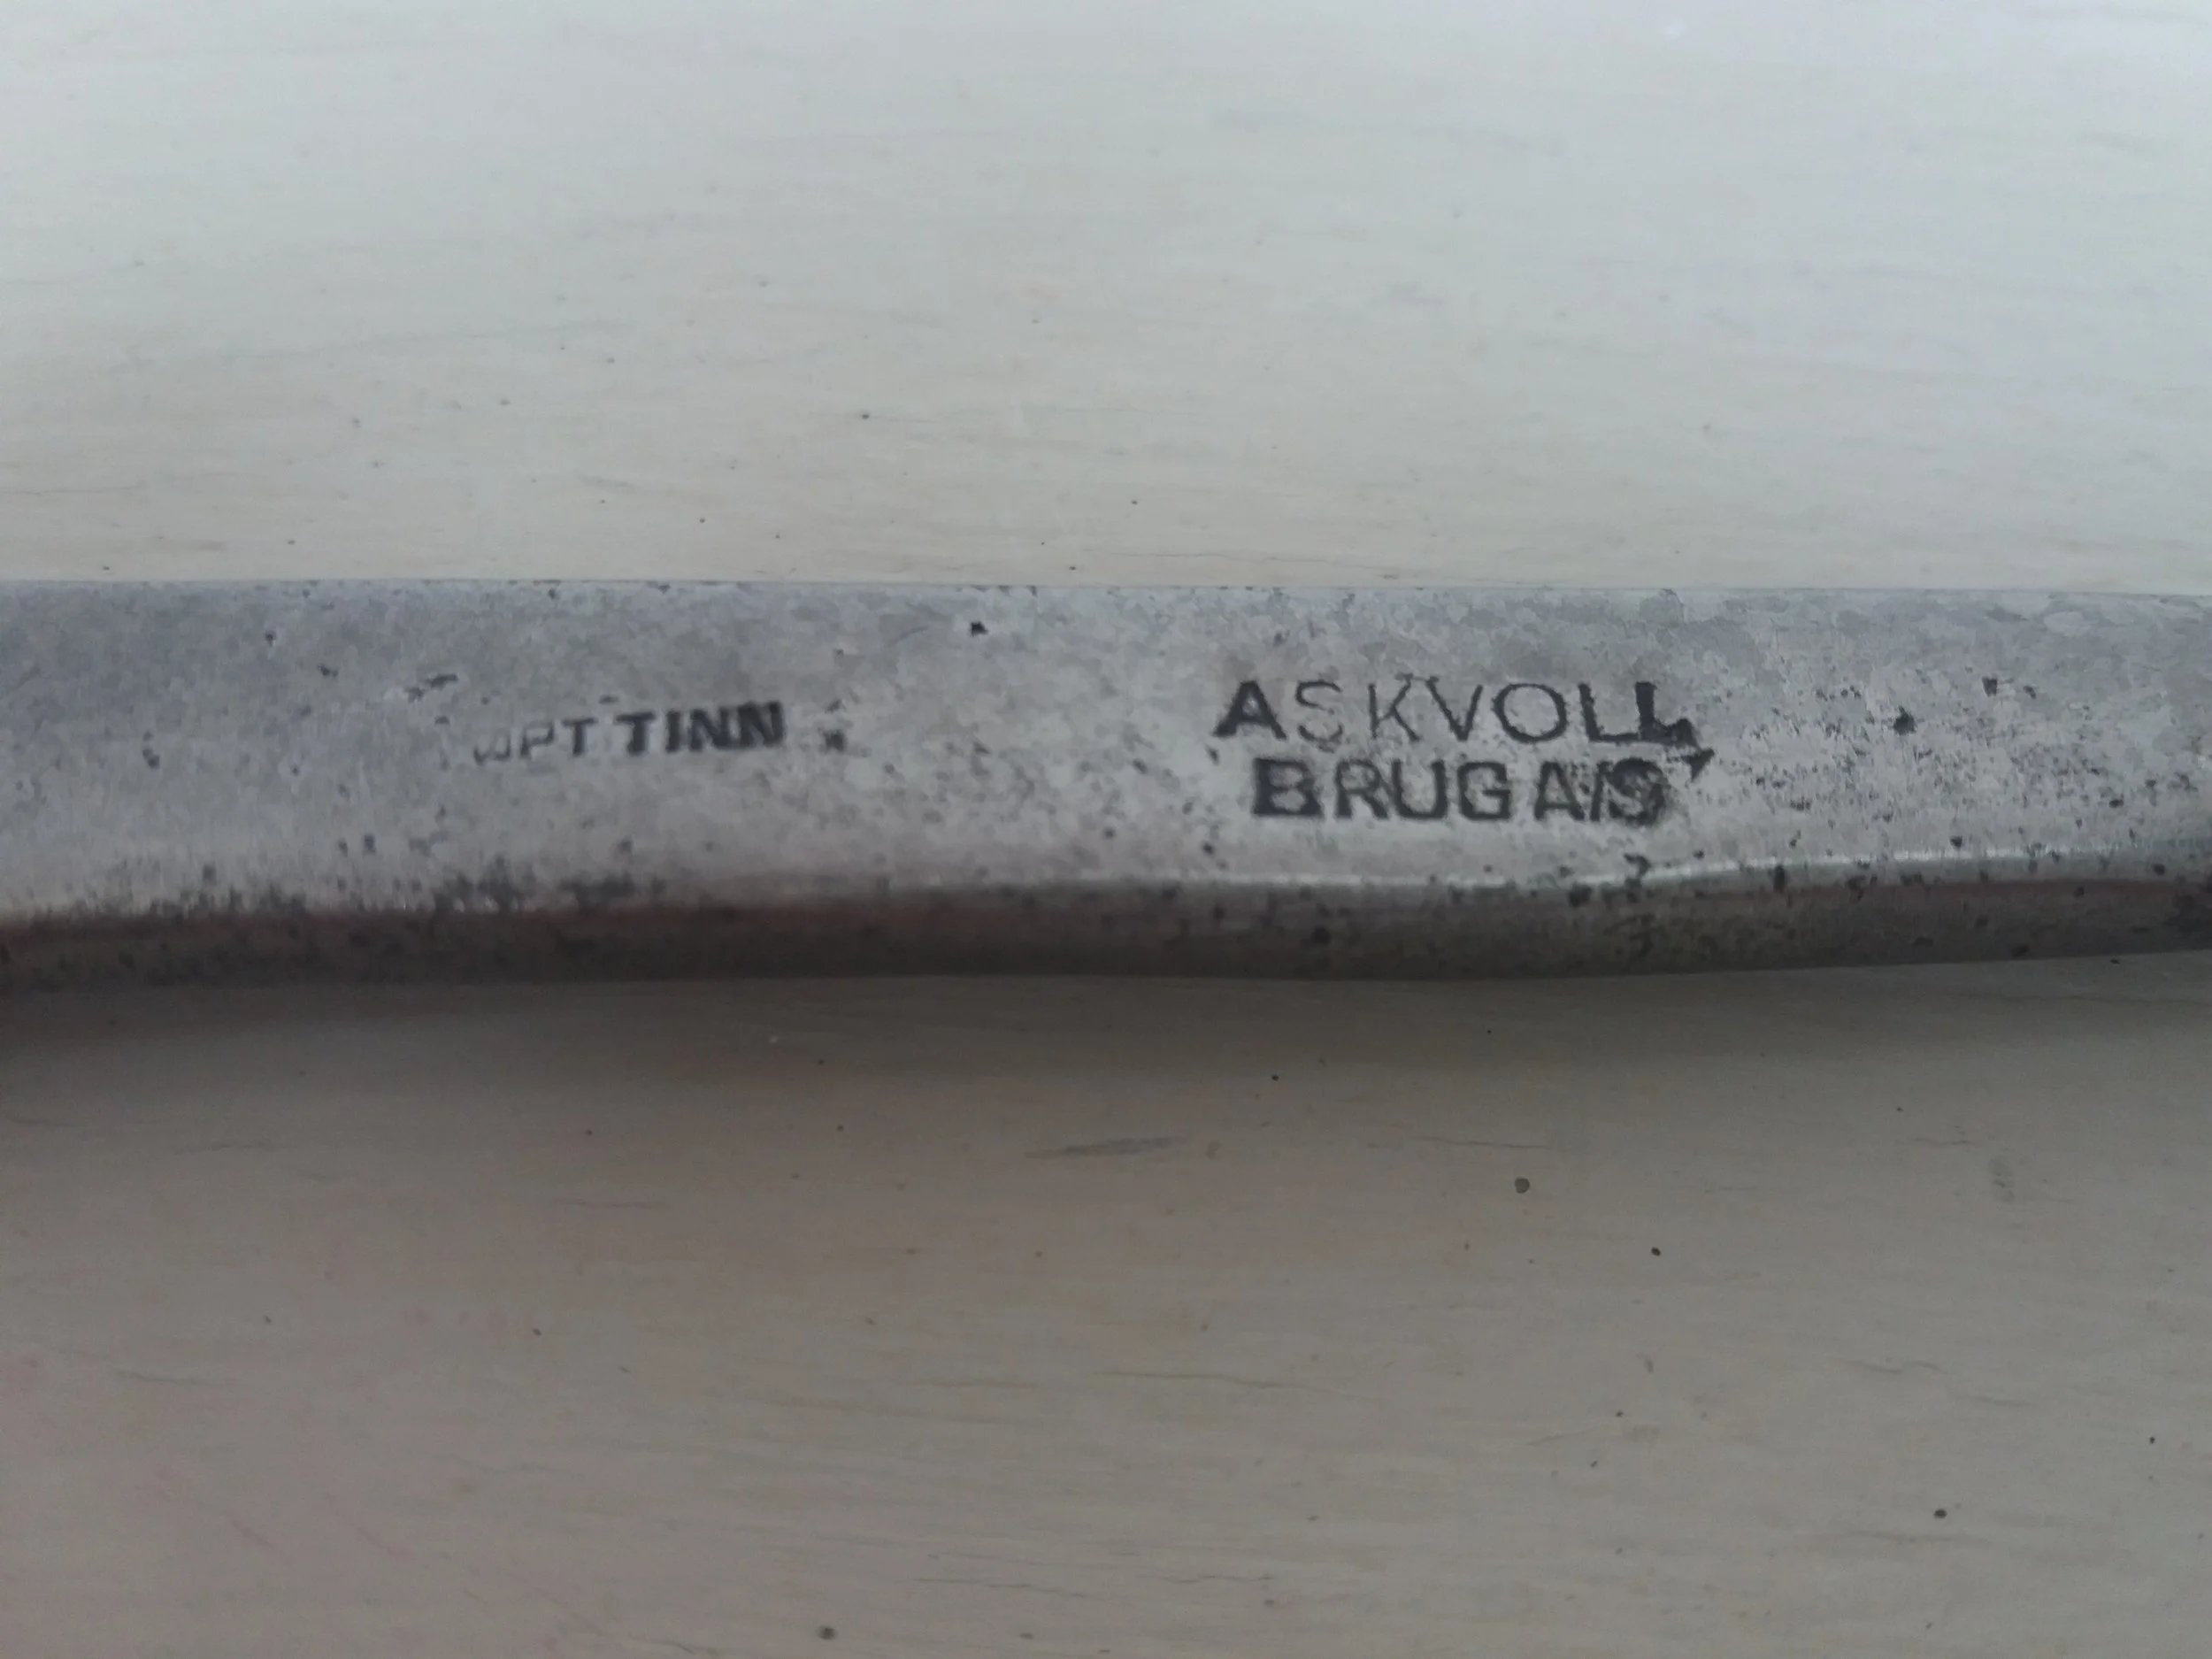 TINN
ASKVOLL
BRUG A/S